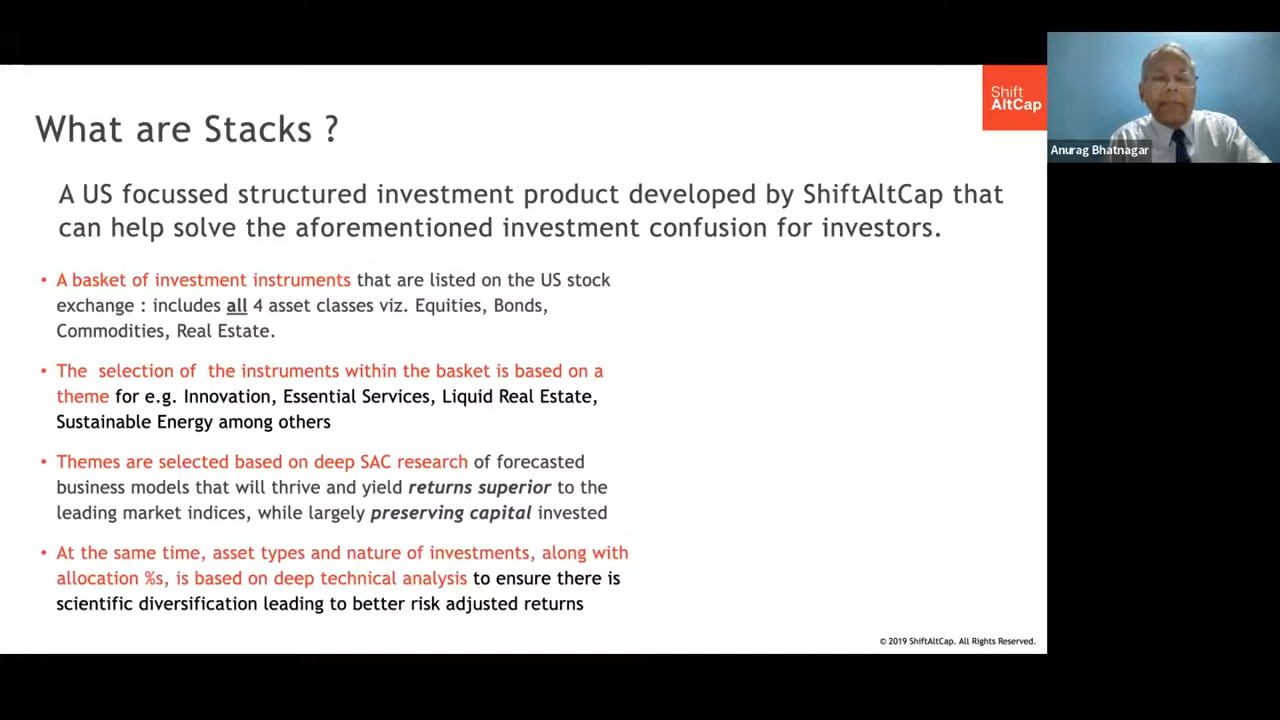 Shift
AltCap
What are Stacks ?
Anurag Bhatnagar
A US focussed structured investment product developed by ShiftAltCap that
can help solve the aforementioned investment confusion for investors.
• A basket of investment instruments that are listed on the US stock
exchange : includes all 4 asset classes viz. Equities, Bonds,
Commodities, Real Estate.
• The selection of the instruments within the basket is based on a
theme for e.g. Innovation, Essential Services, Liquid Real Estate,
Sustainable Energy among others
• Themes are selected based on deep SAC research of forecasted
business models that will thrive and yield returns superior to the
leading market indices, while largely preserving capital invested
• At the same time, asset types and nature of investments, along with
allocation %s, is based on deep technical analysis to ensure there is
scientific diversification leading to better risk adjusted returns
© 2019 ShiftAltCap. All Rights Reserved.